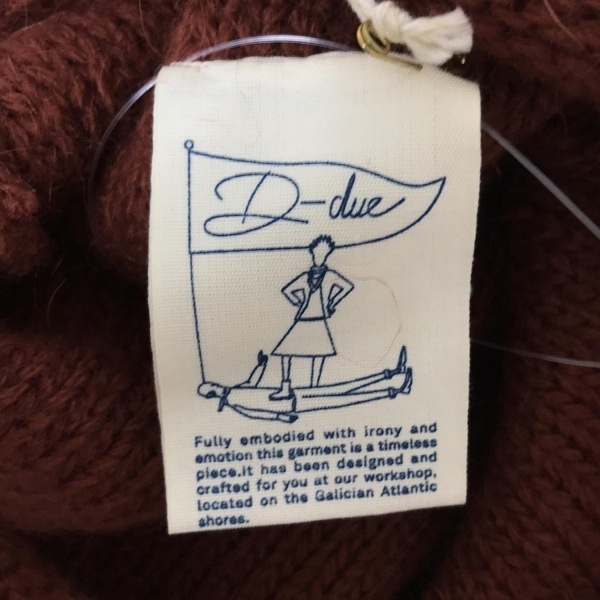 D-due
Fully embodied with irony and
emotion this garment is a timeless
piece.it has been designed and
crafted for you at our workshop,
located on the Galician Atlantic
shores.